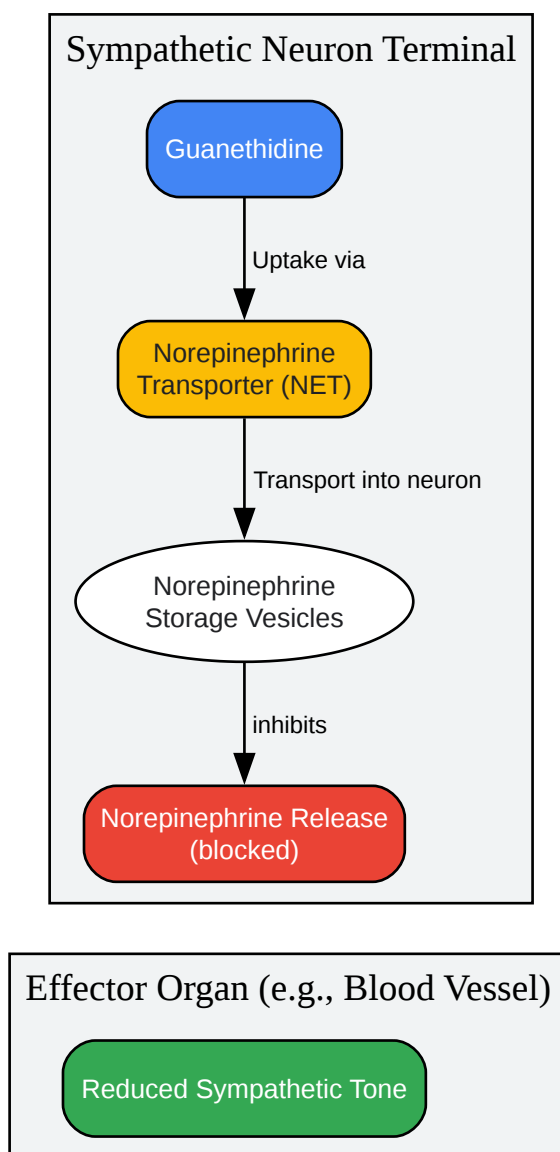 Sympathetic Neuron Terminal
Guanethidine
Uptake via
Norepinephrine
Transporter (NET)
Transport into neuron
Norepinephrine
Storage Vesicles
inhibits
Norepinephrine Release
(blocked)
Effector Organ (e.g., Blood Vessel)
Reduced Sympathetic Tone